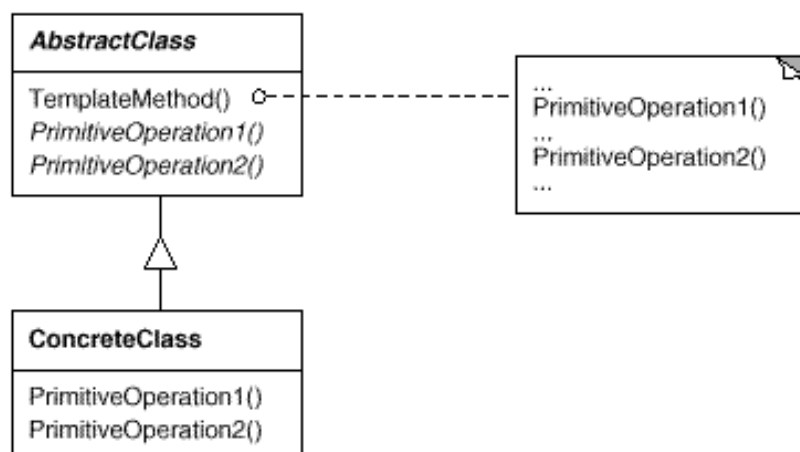 AbstractClass
TemplateMethod()
PrimitiveOperation1()
PrimitiveOperation2()
...
PrimitiveOperation1()
...
PrimitiveOperation2()
...
ConcreteClass
PrimitiveOperation1()
PrimitiveOperation2()